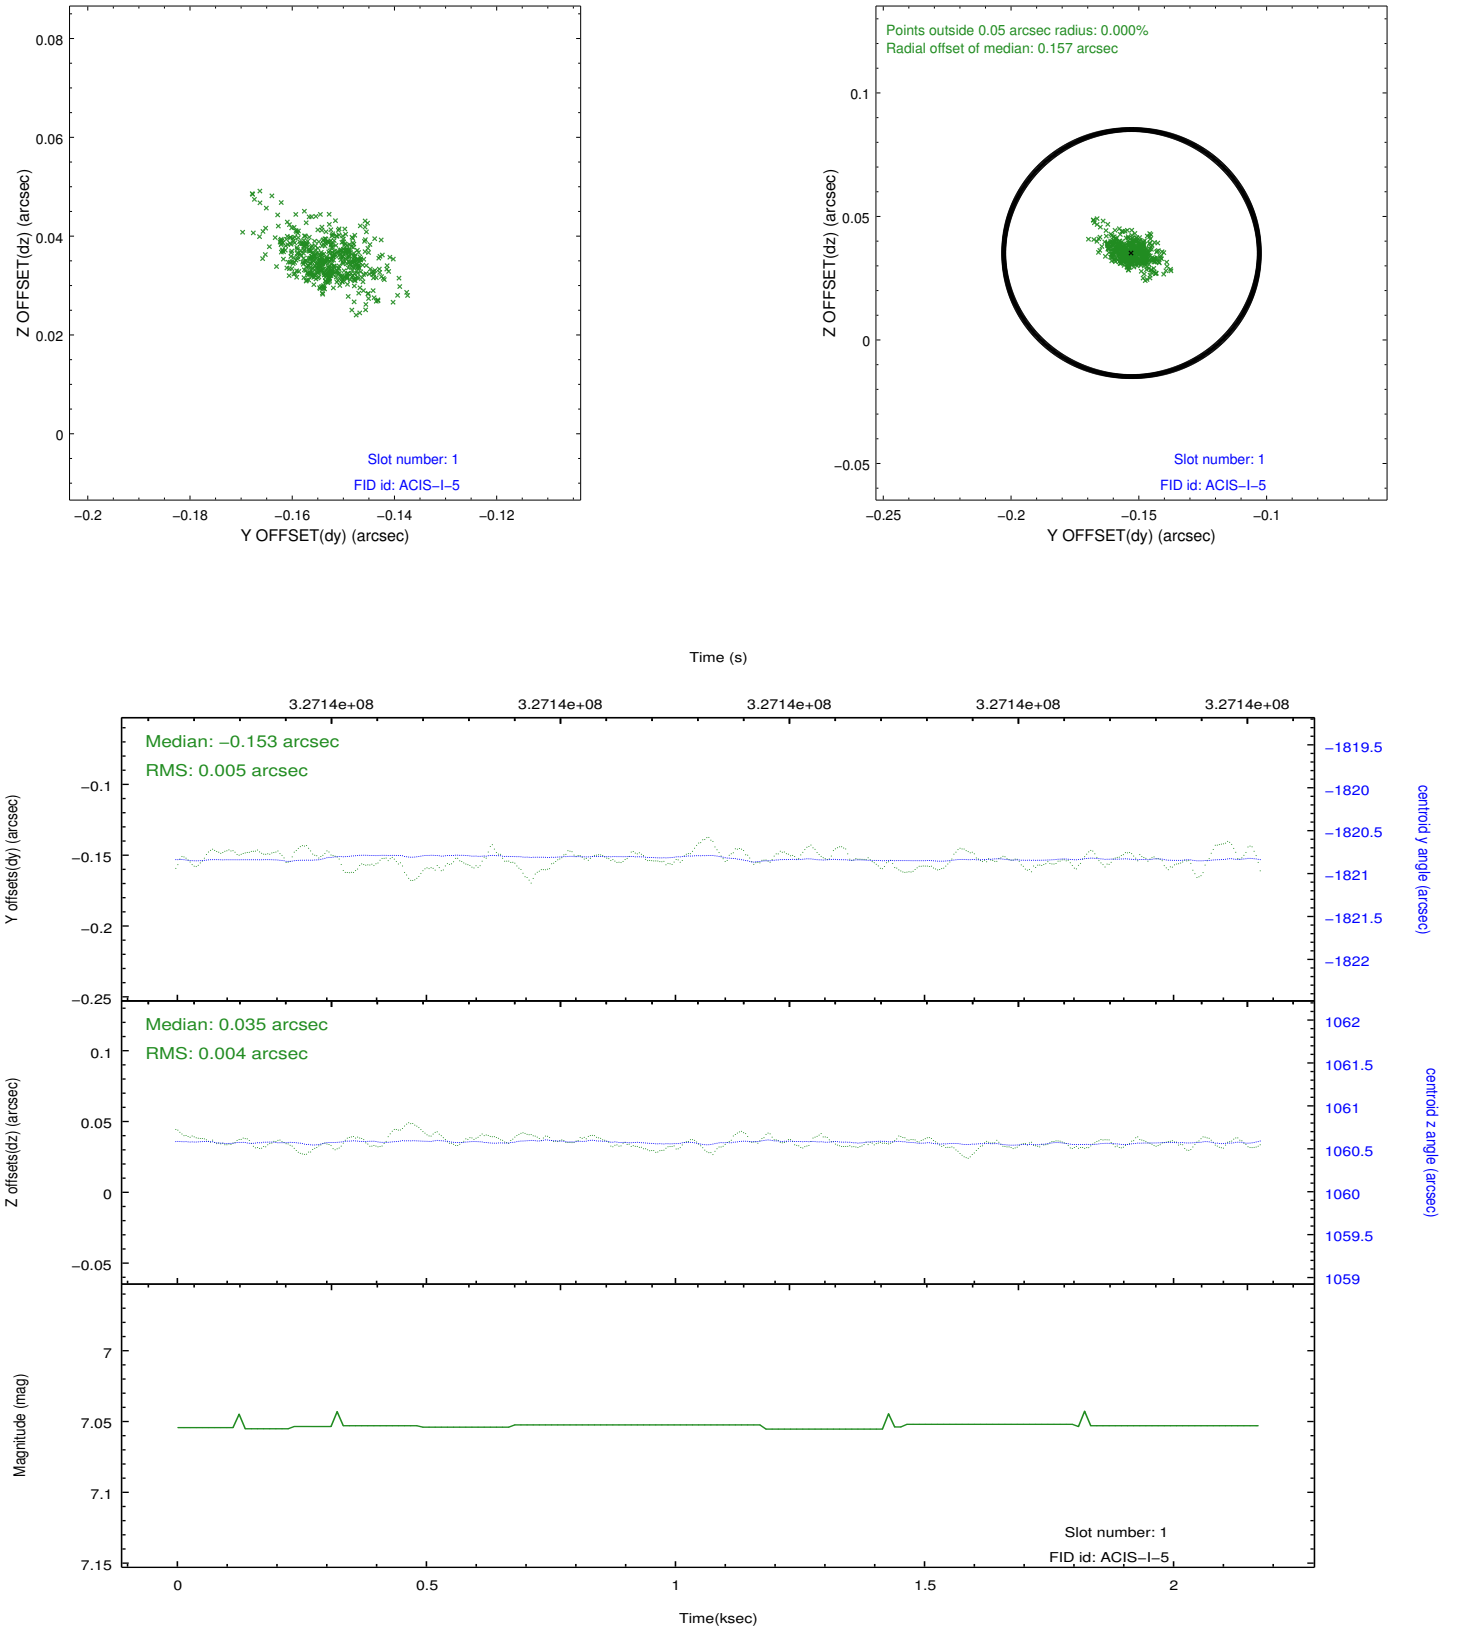 0.08
0.06
0.04
0.02
0
Z OFFSET(dz) (arcsec)
Slot number: 1
FID id: ACIS−I−5
−0.2 −0.18 −0.16 −0.14 −0.12
Y OFFSET(dy) (arcsec)
Points outside 0.05 arcsec radius: 0.000%
Radial offset of median: 0.157 arcsec
0.1
0.05
0
−0.05
Z OFFSET(dz) (arcsec)
Slot number: 1
FID id: ACIS−I−5
−0.25 −0.2 −0.15 −0.1
Y OFFSET(dy) (arcsec)
Time (s)
3.2714e+08 3.2714e+08 3.2714e+08 3.2714e+08 3.2714e+08
Median: −0.153 arcsec
RMS: 0.005 arcsec
−0.1
−0.15
−0.2
−0.25
Y offsets(dy) (arcsec)
−1819.5
−1820
−1820.5
−1821
−1821.5
−1822
centroid y angle (arcsec)
Median: 0.035 arcsec
RMS: 0.004 arcsec
0.1
0.05
0
−0.05
Z offsets(dz) (arcsec)
1062
1061.5
1061
1060.5
1060
1059.5
1059
centroid z angle (arcsec)
7
7.05
7.1
7.15
Magnitude (mag)
Slot number: 1
FID id: ACIS−I−5
0 0.5 1 1.5 2
Time(ksec)